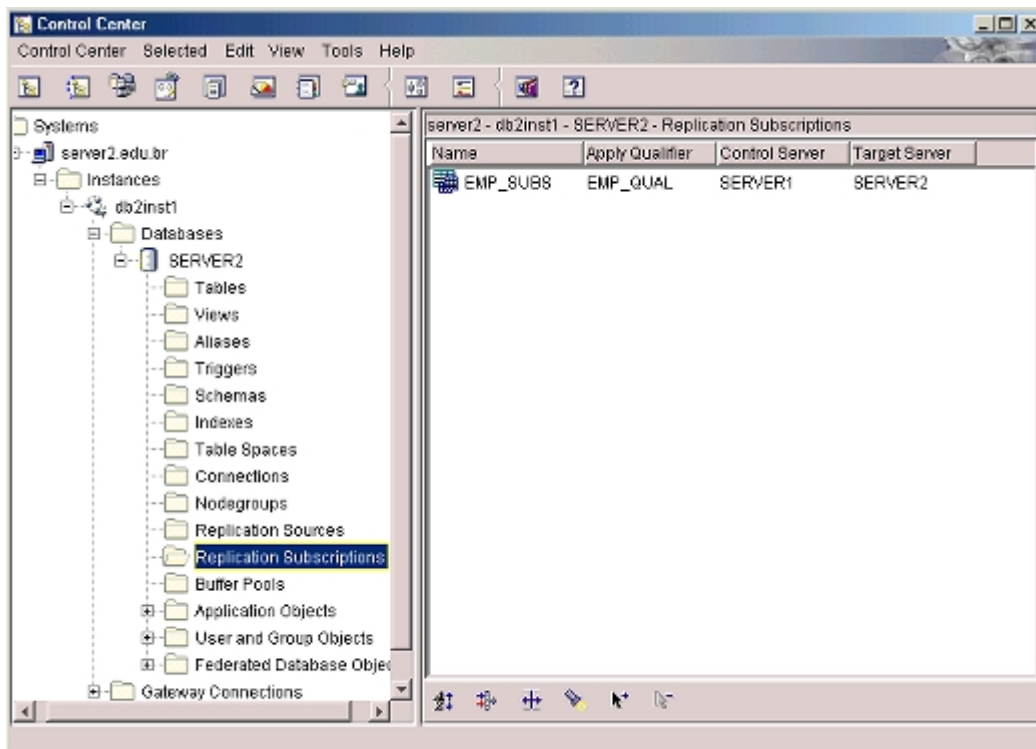 Control Center
Control Center Selected Edit View Tools Help
Systems
server2.edu.br
Instances
db2inst1
Databases
SERVER2
Tables
Views
Aliases
Triggers
Schemas
Indexes
Table Spaces
Connections
Nodegroups
Replication Sources
Replication Subscriptions
Buffer Pools
Application Objects
User and Group Objects
Federated Database Objec
Gateway Connections
server2 - db2inst1 - SERVER2 - Replication Subscriptions
Name Apply Qualifier Control Server Target Server
EMP_SUBS EMP_QUAL SERVER1 SERVER2